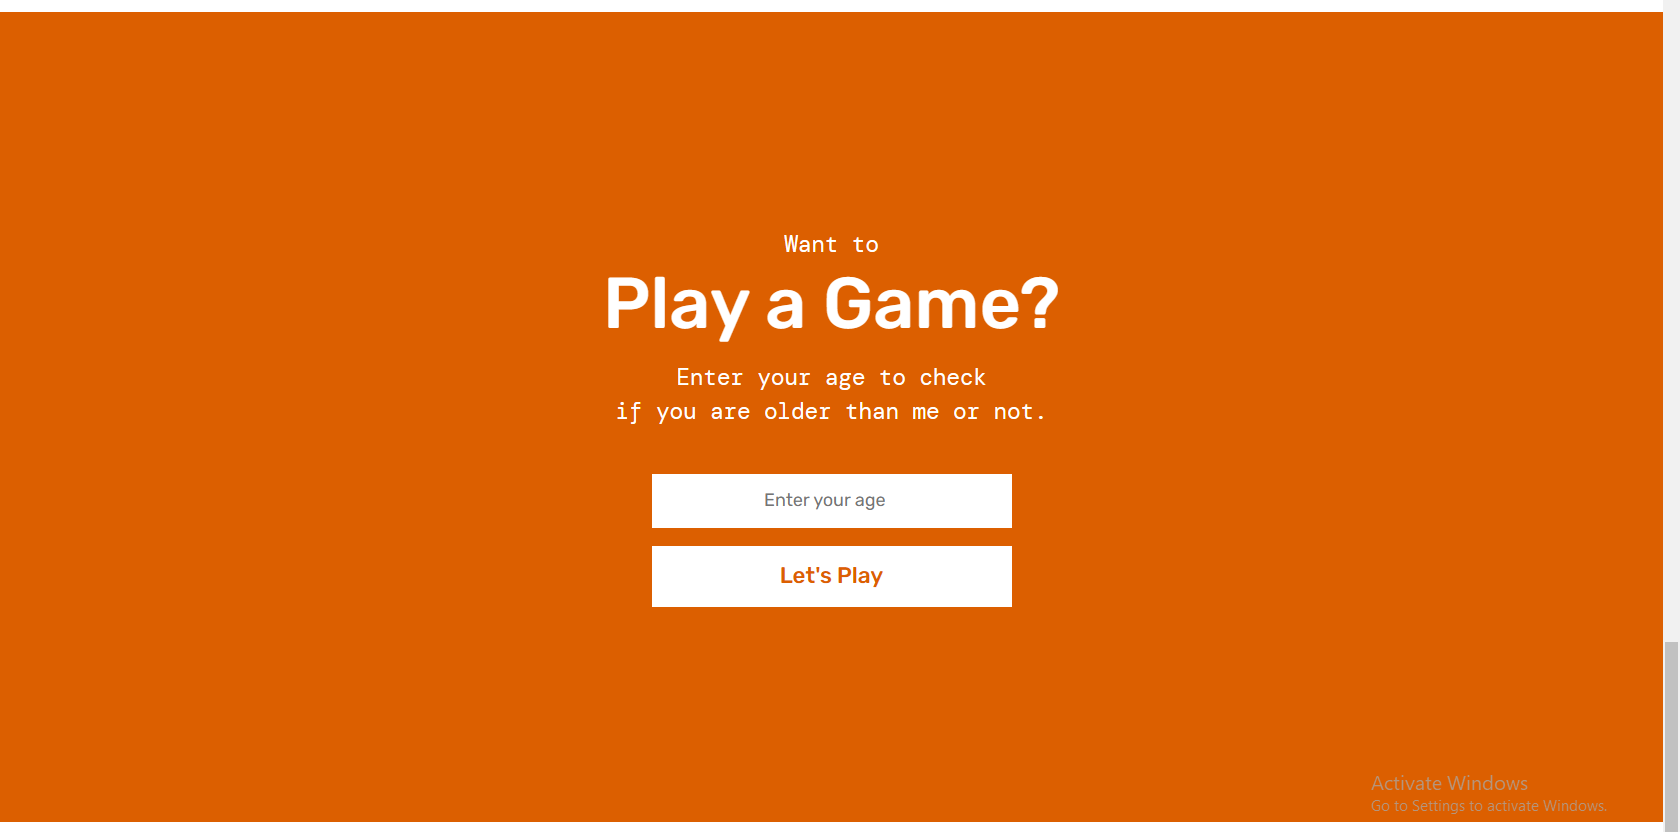 Want to
Play a Game?
Enter your age to check
if you are older than me or not.
Enter your age
Let's Play
Activate Windows
Go to Settings to activate Windows.